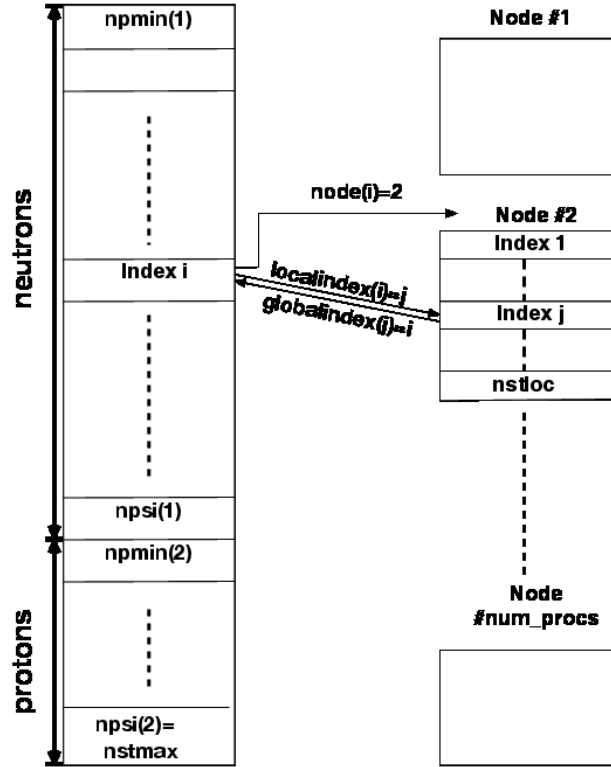 npmin(1)
Node #1
neutrons
node(i)=2
Node #2
Index 1
Index i
localindex(i)=j
globalindex(j)=i
Index j
nstloc
npsi(1)
npmin(2)
protons
Node
#num_procs
npsi(2)=
nstmax